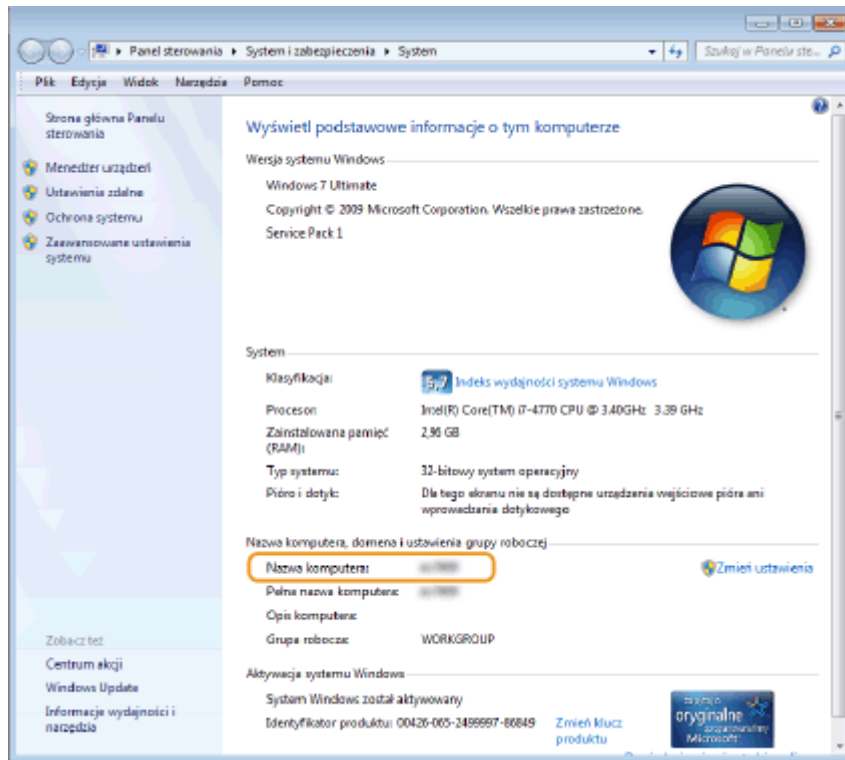 Panel sterowania ▸ System i zabezpieczenia ▸ System
Szukaj w Panelu ste...
Plik Edycja Widok Narzędzia Pomoc
Strona główna Panelu
sterowania
Menedżer urządzeń
Ustawienia zdalne
Ochrona systemu
Zaawansowane ustawienia
systemu
Wyświetl podstawowe informacje o tym komputerze
Wersja systemu Windows
Windows 7 Ultimate
Copyright © 2009 Microsoft Corporation. Wszelkie prawa zastrzeżone.
Service Pack 1
System
Klasyfikacja:
5,7 Indeks wydajności systemu Windows
Procesor: Intel(R) Core(TM) i7-4770 CPU @ 3.40GHz 3.39 GHz
Zainstalowana pamięć
(RAM): 2,96 GB
Typ systemu: 32-bitowy system operacyjny
Pióro i dotyk: Dla tego ekranu nie są dostępne urządzenia wejściowe pióra ani
wprowadzania dotykowego
Nazwa komputera, domena i ustawienia grupy roboczej
Nazwa komputera:
Zmień ustawienia
Pełna nazwa komputera:
Opis komputera:
Grupa robocza: WORKGROUP
Aktywacja systemu Windows
System Windows został aktywowany
Identyfikator produktu: 00426-065-2499997-86849 Zmień klucz
produktu
Zobacz też
Centrum akcji
Windows Update
Informacje wydajności i
narzędzia
oryginalne
Microsoft